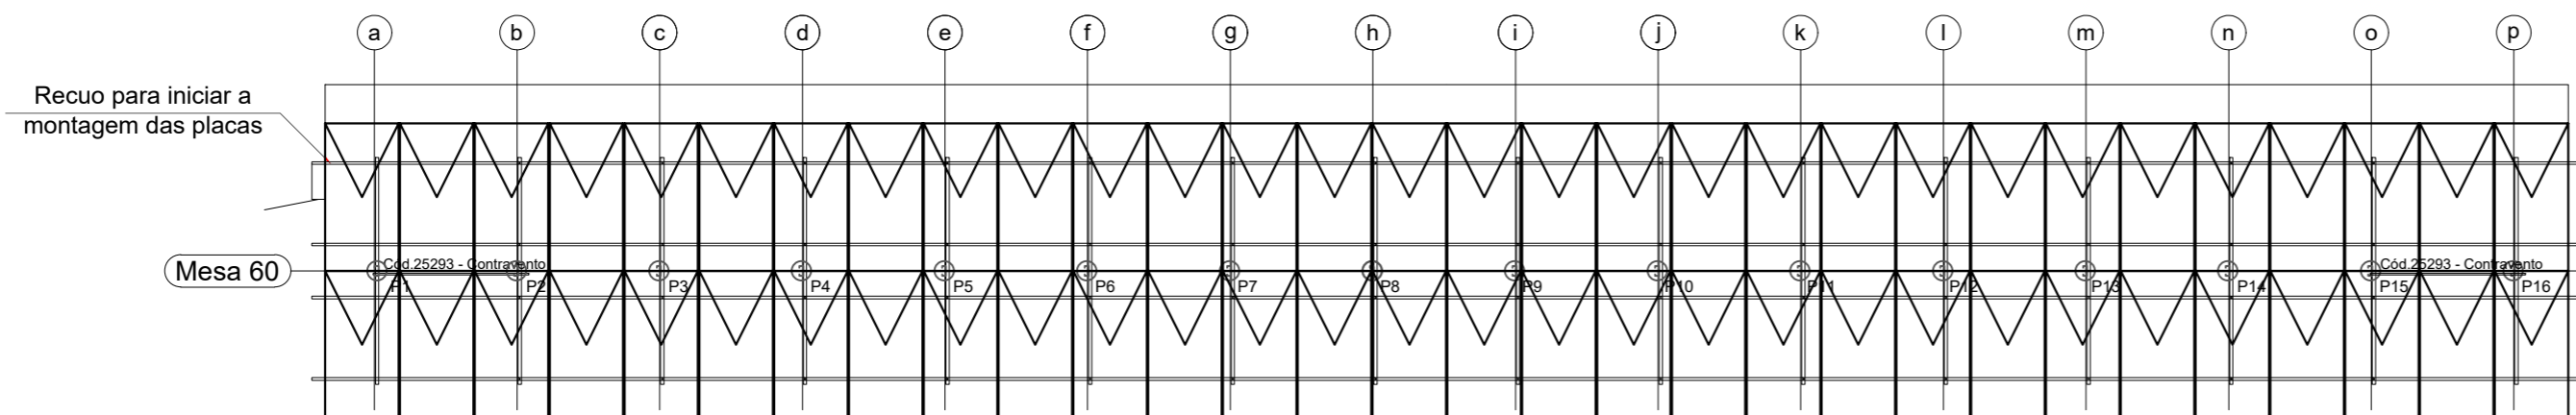 a b c d e f g h i j k l m n o p
Recuo para iniciar a
montagem das placas
Mesa 60
Cód.25293 - Contravento
Cód.25293 - Contravento
P1 P2 P3 P4 P5 P6 P7 P8 P9 P10 P11 P12 P13 P14 P15 P16